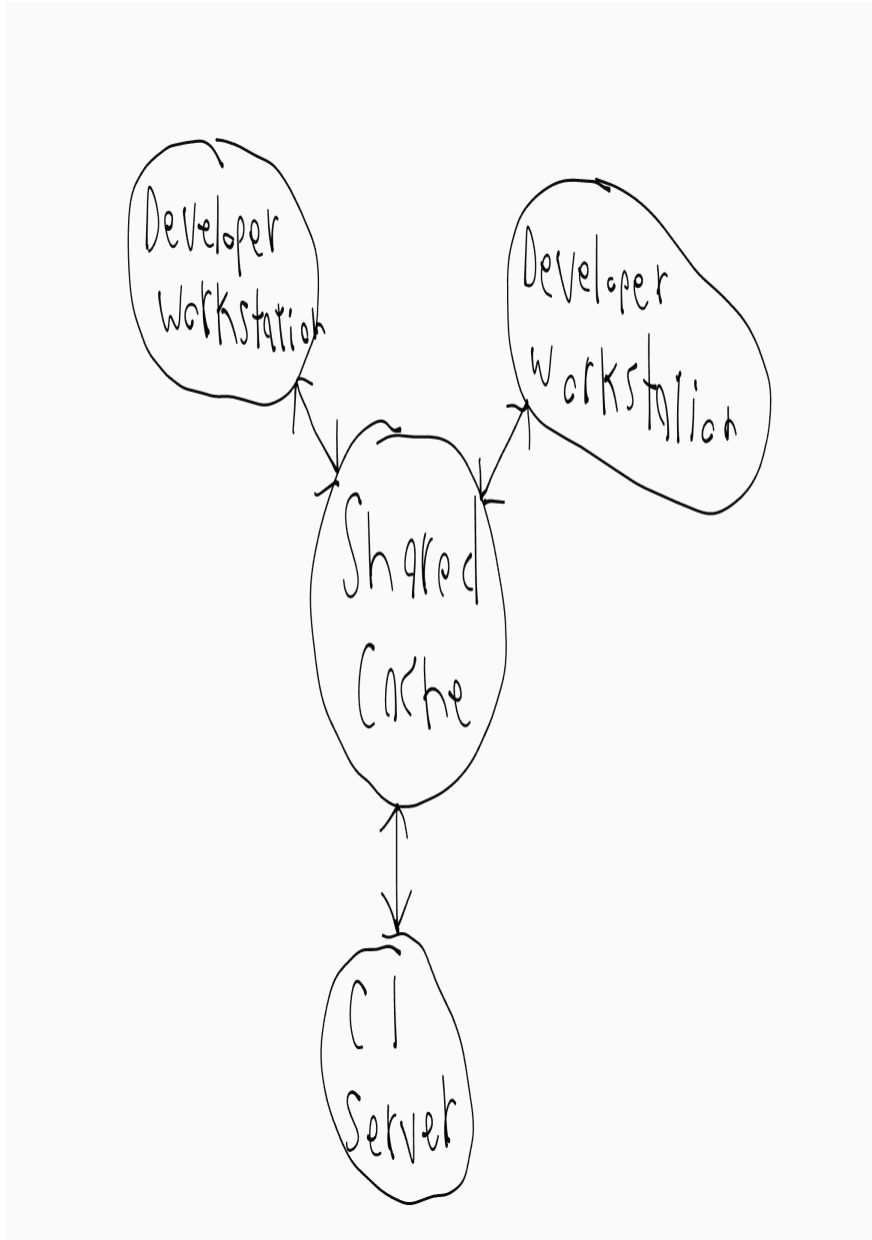 Developer
Workstation
Developer
Workstation
Shared
Cache
CI
Server